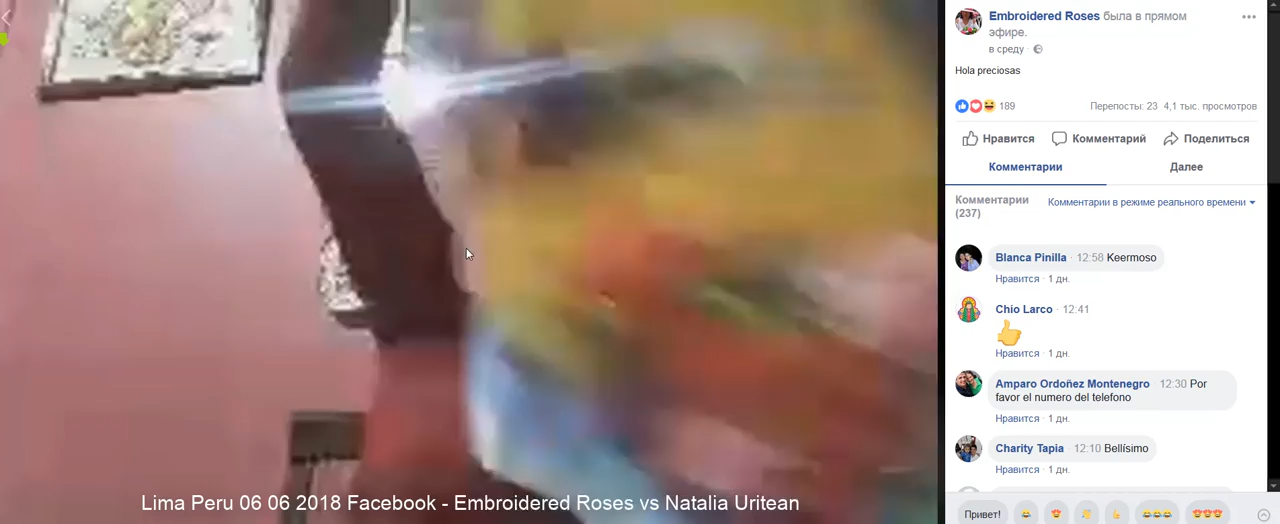 Embroidered Roses была в прямом
эфире.
в среду ·
Hola preciosas
189
Перепосты: 23 4,1 тыс. просмотров
Нравится Комментарий Поделиться
Комментарии Далее
Комментарии
(237)
Комментарии в режиме реального времени
Blanca Pinilla · 12:58 Keermoso
Нравится · 1 дн.
Chio Larco · 12:41
Нравится · 1 дн.
Amparo Ordoñez Montenegro 12:30 Por
favor el numero del telefono
Нравится · 1 дн.
Charity Tapia 12:10 Bellísimo
Нравится · 1 дн.
Привет!
Lima Peru 06 06 2018 Facebook - Embroidered Roses vs Natalia Uritean